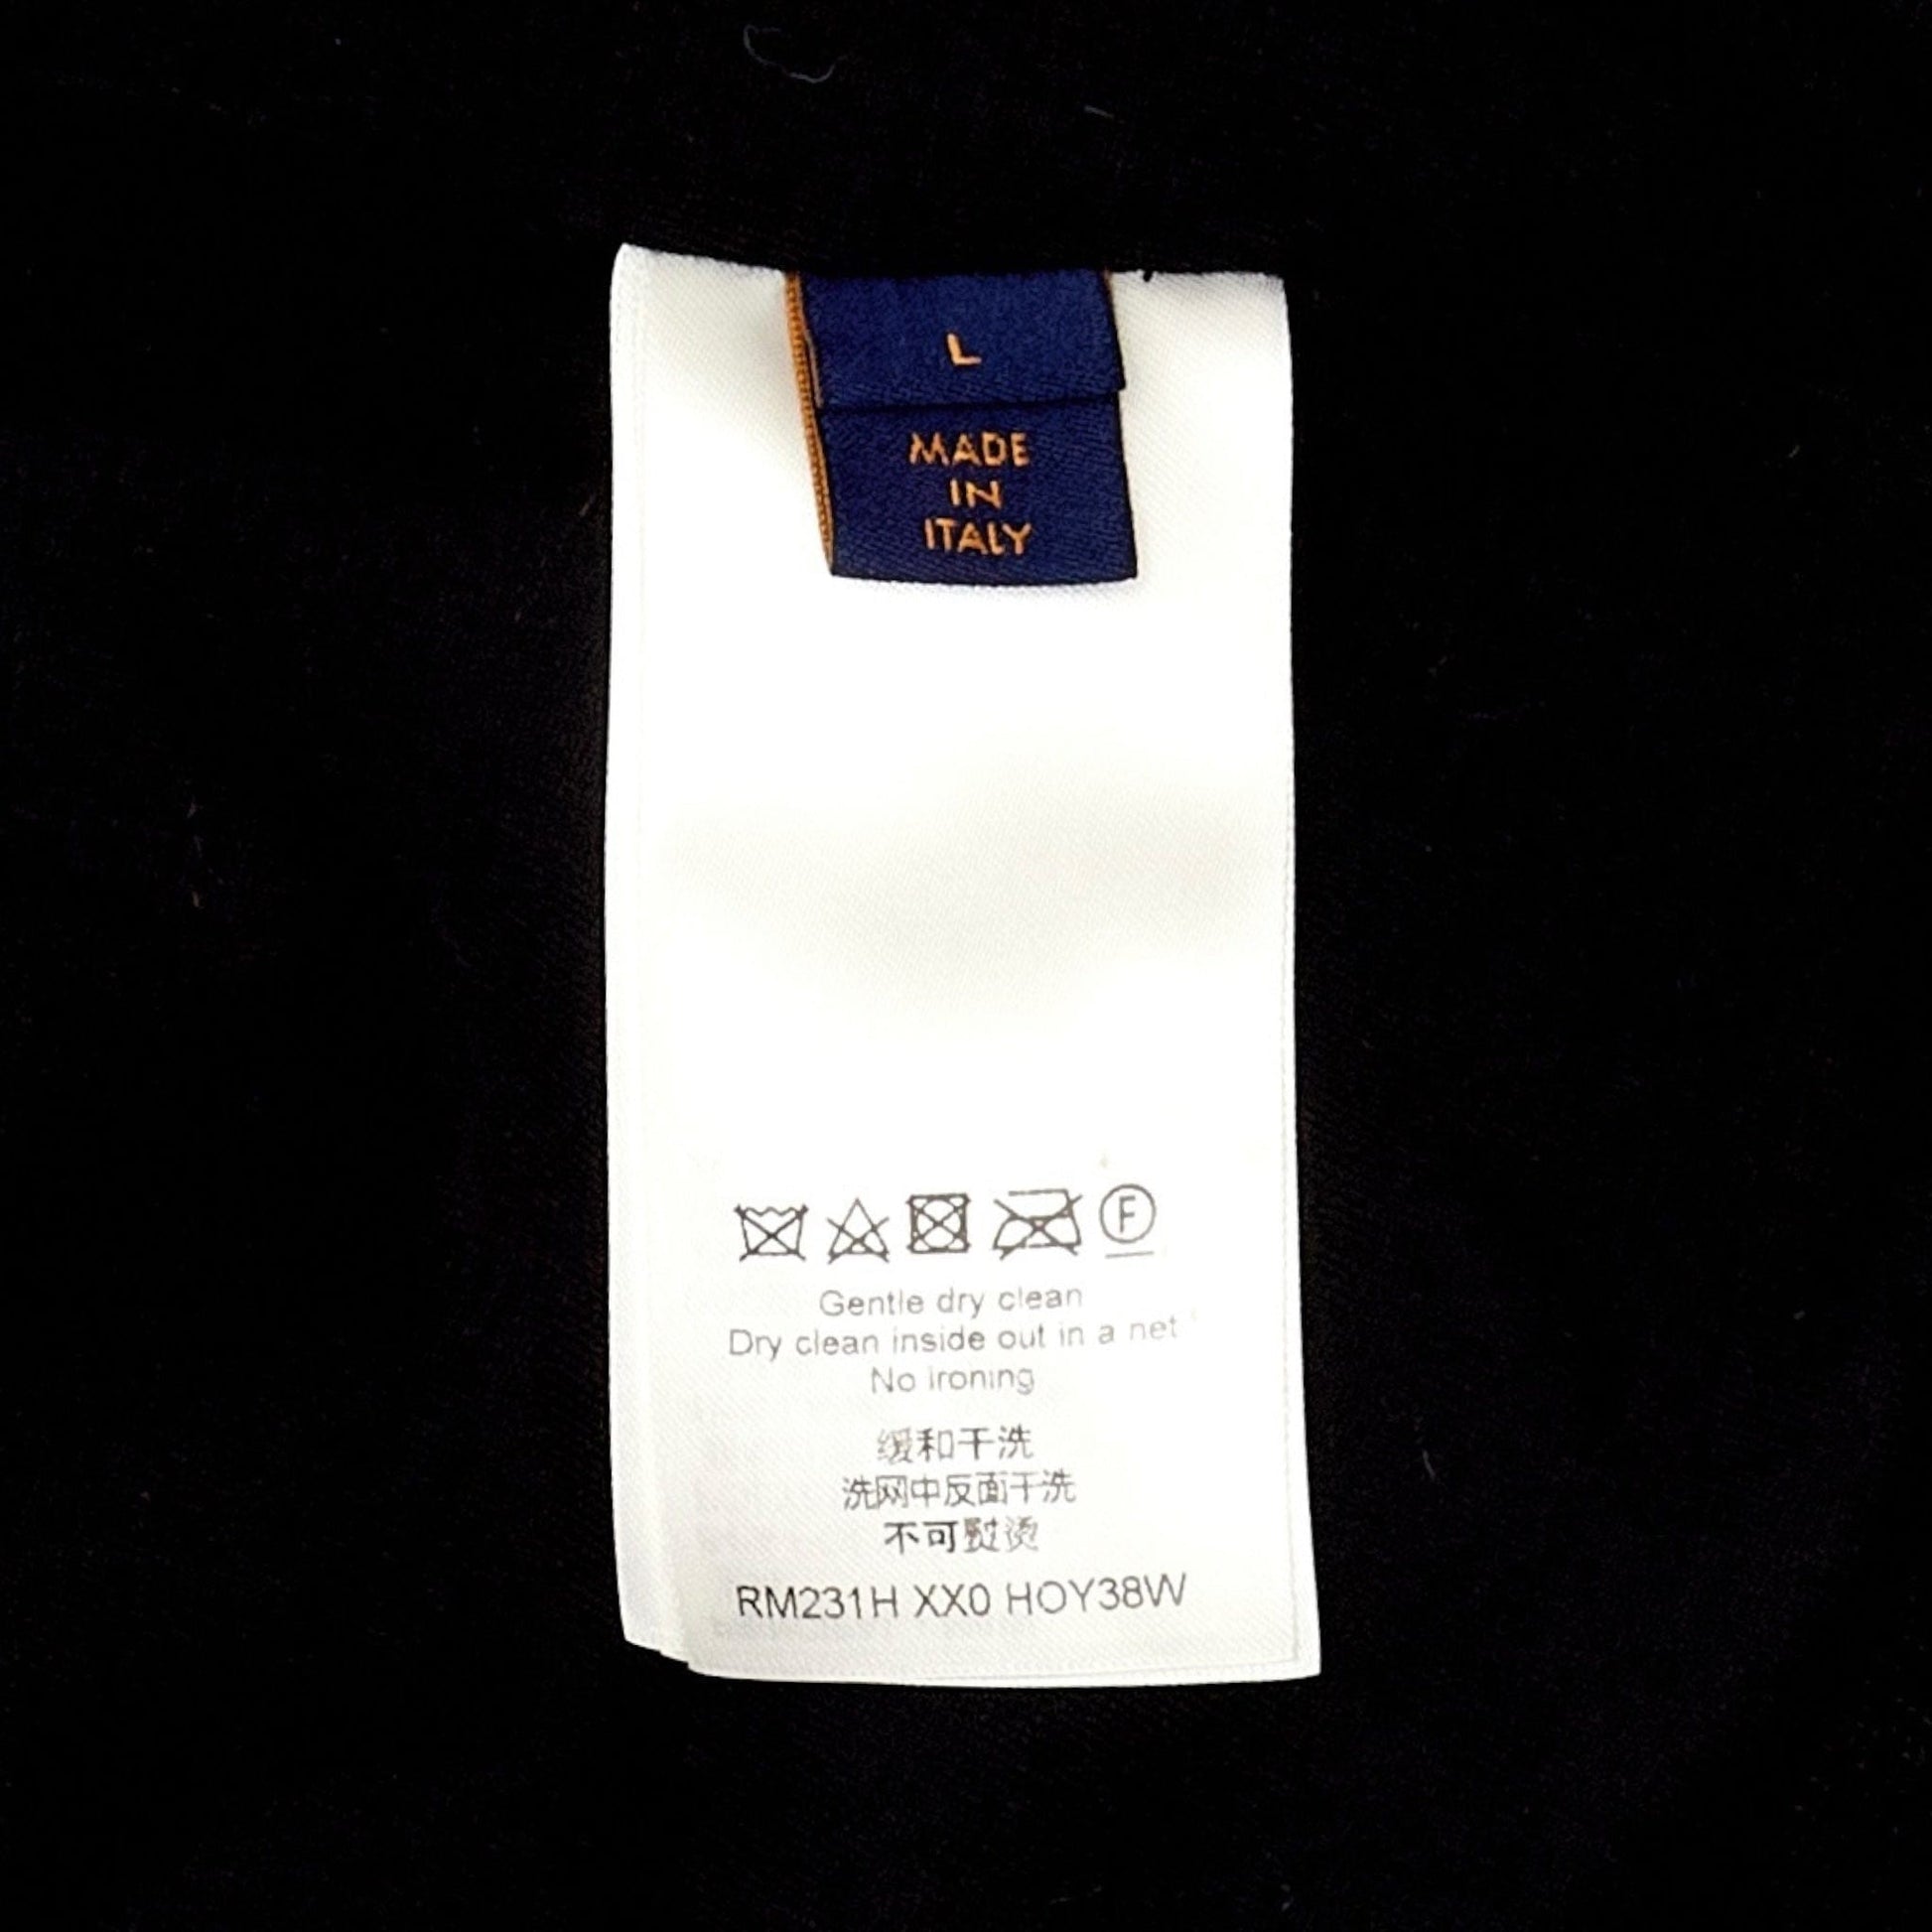 L
MADE
IN
ITALY
F
Gentle dry clean
Dry clean inside out in a net
No ironing
缓和干洗
洗网中反面干洗
不可熨烫
RM231H XX0 HOY38W